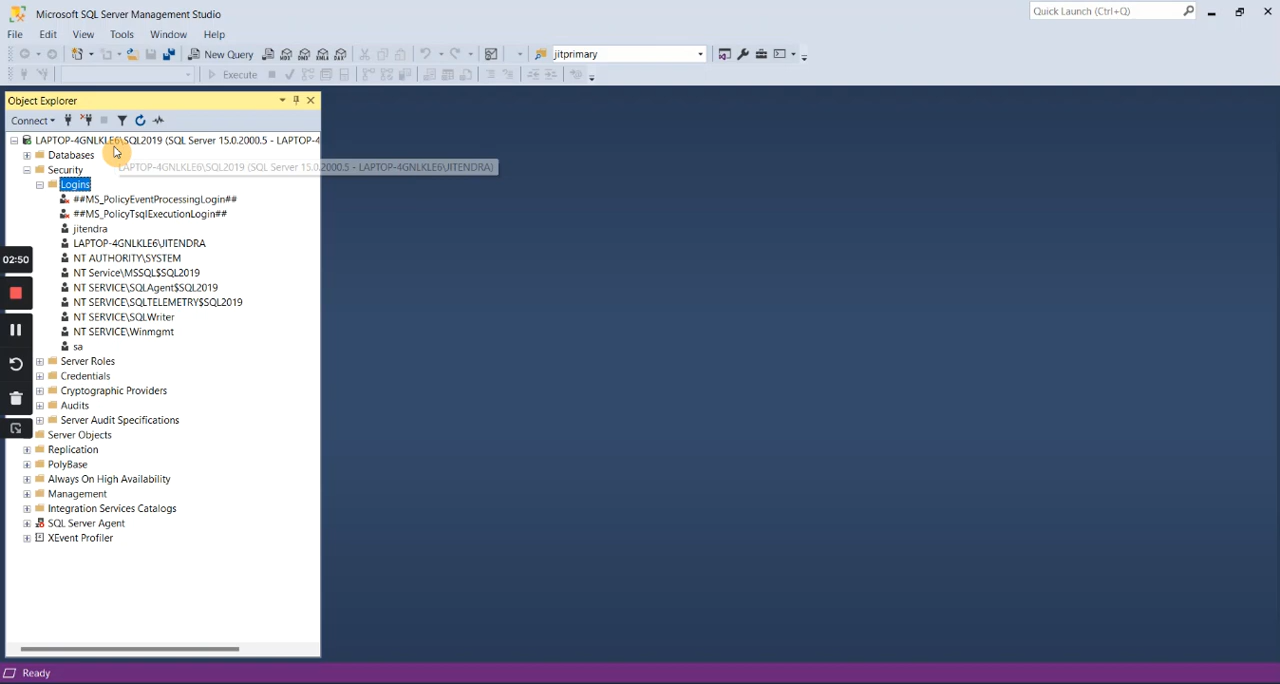 Microsoft SQL Server Management Studio
Quick Launch (Ctrl+Q)
File Edit View Tools Window Help
New Query
MDX DMX XMLA DAX
jitprimary
Execute
Object Explorer
Connect
LAPTOP-4GNLKLE6\SQL2019 (SQL Server 15.0.2000.5 - LAPTOP-4
Databases
LAPTOP-4GNLKLE6\SQL2019 (SQL Server 15.0.2000.5 - LAPTOP-4GNLKLE6\JITENDRA)
Security
Logins
##MS_PolicyEventProcessingLogin##
##MS_PolicyTsqlExecutionLogin##
jitendra
LAPTOP-4GNLKLE6\JITENDRA
NT AUTHORITY\SYSTEM
02:50
NT Service\MSSQL$SQL2019
NT SERVICE\SQLAgent$SQL2019
NT SERVICE\SQLTELEMETRY$SQL2019
NT SERVICE\SQLWriter
NT SERVICE\Winmgmt
sa
Server Roles
Credentials
Cryptographic Providers
Audits
Server Audit Specifications
Server Objects
Replication
PolyBase
Always On High Availability
Management
Integration Services Catalogs
SQL Server Agent
XEvent Profiler
Ready